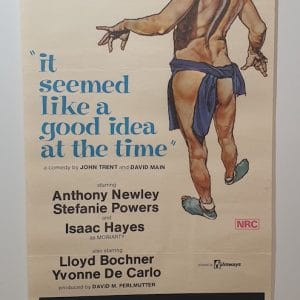 "it
seemed
like a
good idea
at the time"
a comedy by JOHN TRENT and DAVID MAIN
starring
Anthony Newley
Stefanie Powers
and
Isaac Hayes
as MORIARTY
also starring
Lloyd Bochner
Yvonne De Carlo
produced by DAVID M. PERLMUTTER
NRC